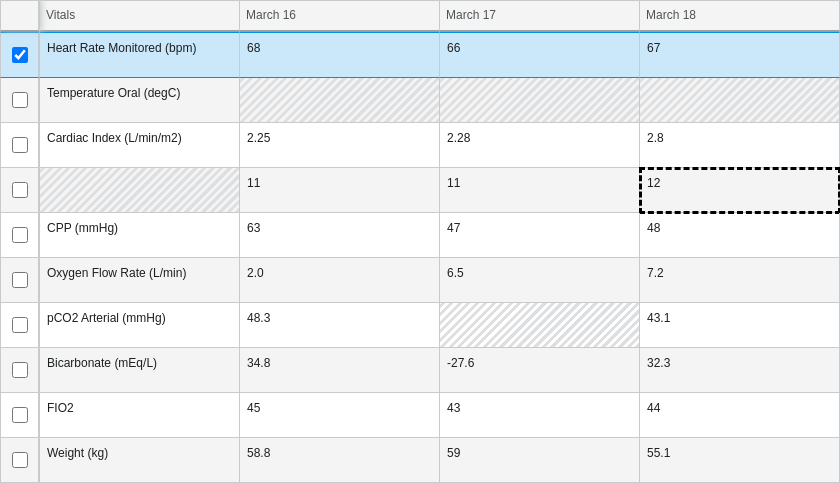 Vitals March 16 March 17 March 18
Heart Rate Monitored (bpm) 68 66 67
Temperature Oral (degC)
Cardiac Index (L/min/m2) 2.25 2.28 2.8
11 11 12
CPP (mmHg) 63 47 48
Oxygen Flow Rate (L/min) 2.0 6.5 7.2
pCO2 Arterial (mmHg) 48.3 43.1
Bicarbonate (mEq/L) 34.8 -27.6 32.3
FIO2 45 43 44
Weight (kg) 58.8 59 55.1